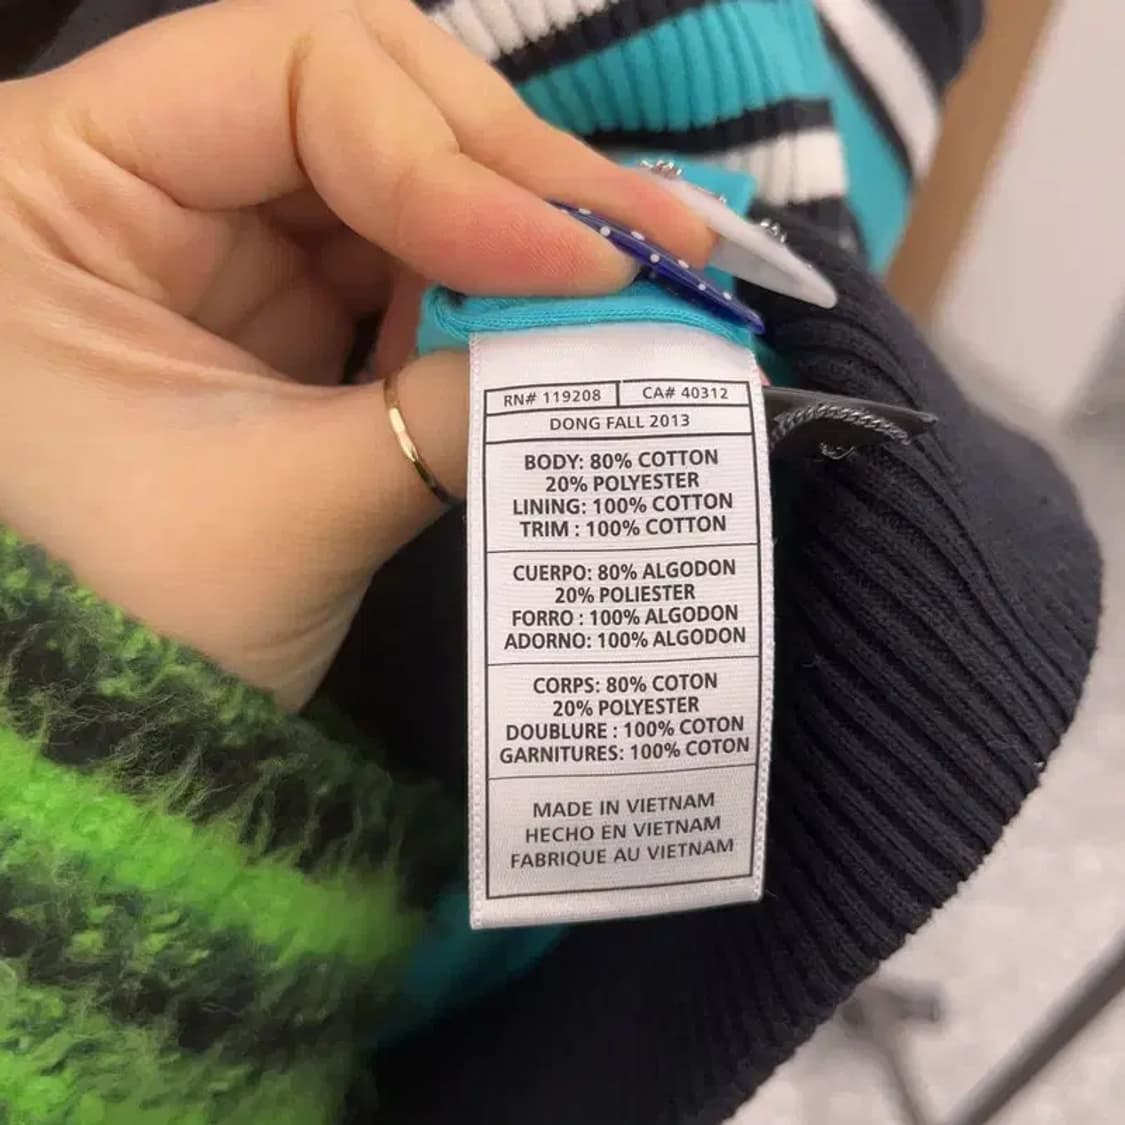 RN# 119208 CA# 40312
DONG FALL 2013
BODY: 80% COTTON
20% POLYESTER
LINING: 100% COTTON
TRIM : 100% COTTON
CUERPO: 80% ALGODON
20% POLIESTER
FORRO : 100% ALGODON
ADORNO: 100% ALGODON
CORPS: 80% COTON
20% POLYESTER
DOUBLURE : 100% COTON
GARNITURES: 100% COTON
MADE IN VIETNAM
HECHO EN VIETNAM
FABRIQUE AU VIETNAM